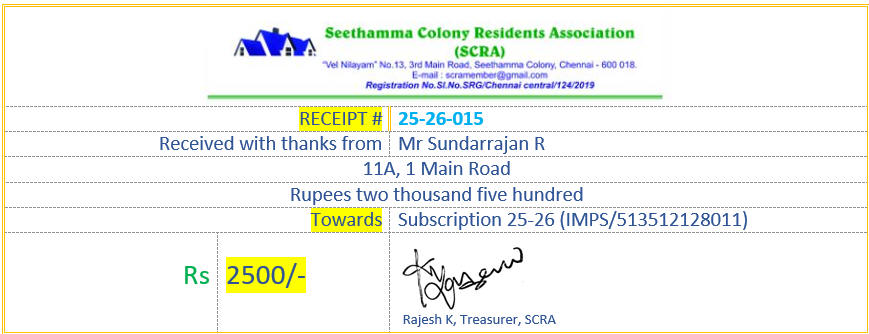 Seethamma Colony Residents Association
(SCRA)
"Vel Nilayam" No.13, 3rd Main Road, Seethamma Colony, Chennai - 600 018.
E-mail : scramember@gmail.com
Registration No.SI.No.SRG/Chennai central/124/2019
RECEIPT # 25-26-015
Received with thanks from Mr Sundarrajan R
11A, 1 Main Road
Rupees two thousand five hundred
Towards Subscription 25-26 (IMPS/513512128011)
Rs 2500/-
Rajesh K, Treasurer, SCRA